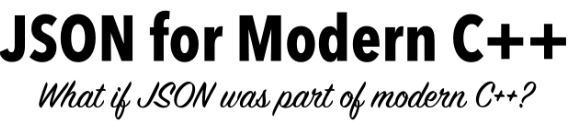 JSON for Modern C++
What if JSON was part of modern C++?